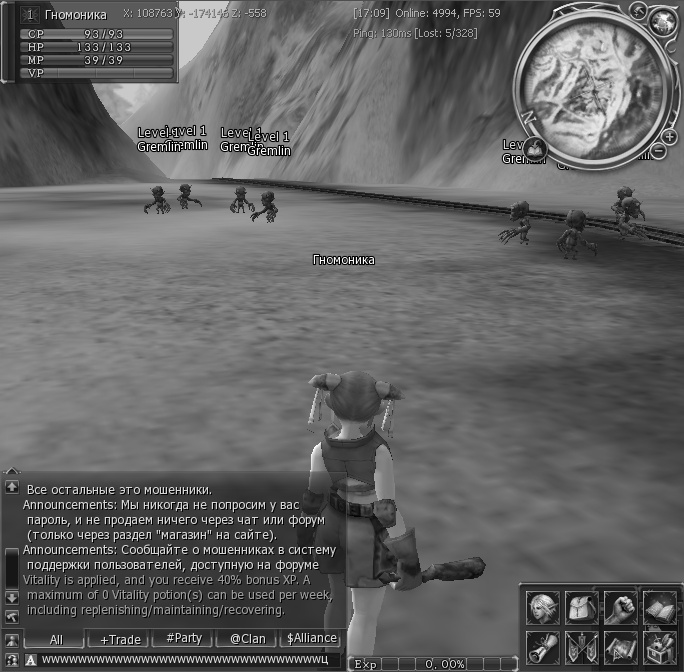 1 Гномоника
X: 108763 Y: -174146 Z: -558
[17:09] Online: 4994, FPS: 59
Ping: 130ms [Lost: 5/328]
CP 93/93
HP 133/133
MP 39/39
VP
N
Level 1
Gremlin
Level 1
Gremlin
Level 1
Gremlin
Level 1
Gremlin
Level
Gremlin
Гномоника
Все остальные это мошенники.
Announcements: Мы никогда не попросим у вас
пароль, и не продаем ничего через чат или форум
(только через раздел "магазин" на сайте).
Announcements: Сообщайте о мошенниках в систему
поддержки пользователей, доступную на форуме
Vitality is applied, and you receive 40% bonus XP. A
maximum of 0 Vitality potion(s) can be used per week,
including replenishing/maintaining/recovering.
All +Trade #Party @Clan $Alliance
Exp 0.00%